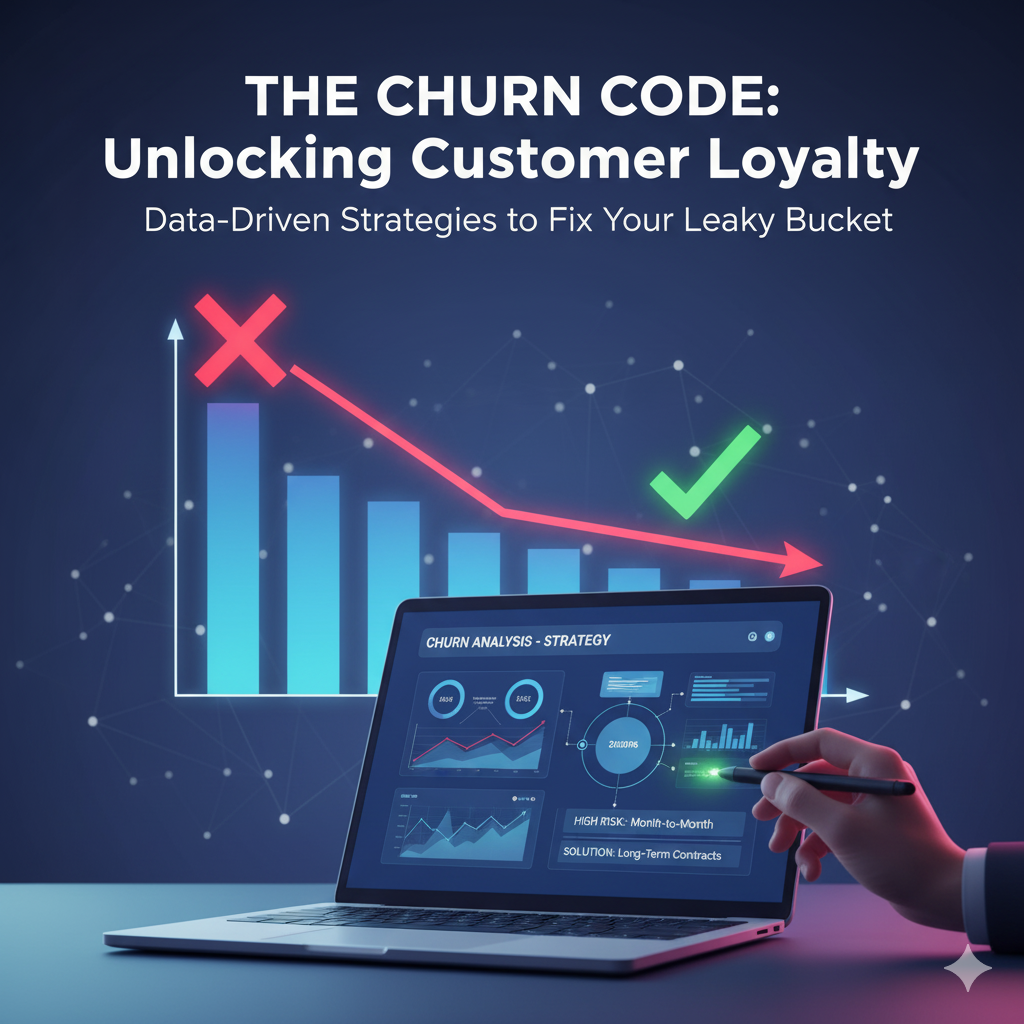 THE CHURN CODE:
Unlocking Customer Loyalty
Data-Driven Strategies to Fix Your Leaky Bucket
CHURN ANALYSIS - STRATEGY
HIGH RISK: Month-to-Month
SOLUTION: Long-Term Contracts